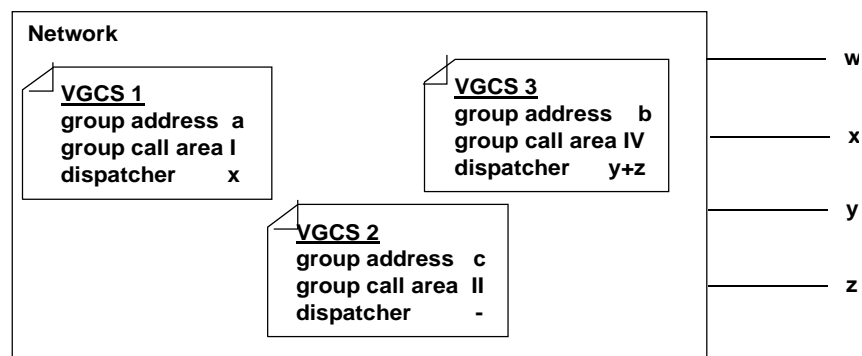 Network
VGCS 1
group address a
group call area I
dispatcher x
VGCS 3
group address b
group call area IV
dispatcher y+z
VGCS 2
group address c
group call area II
dispatcher -
w
x
y
z